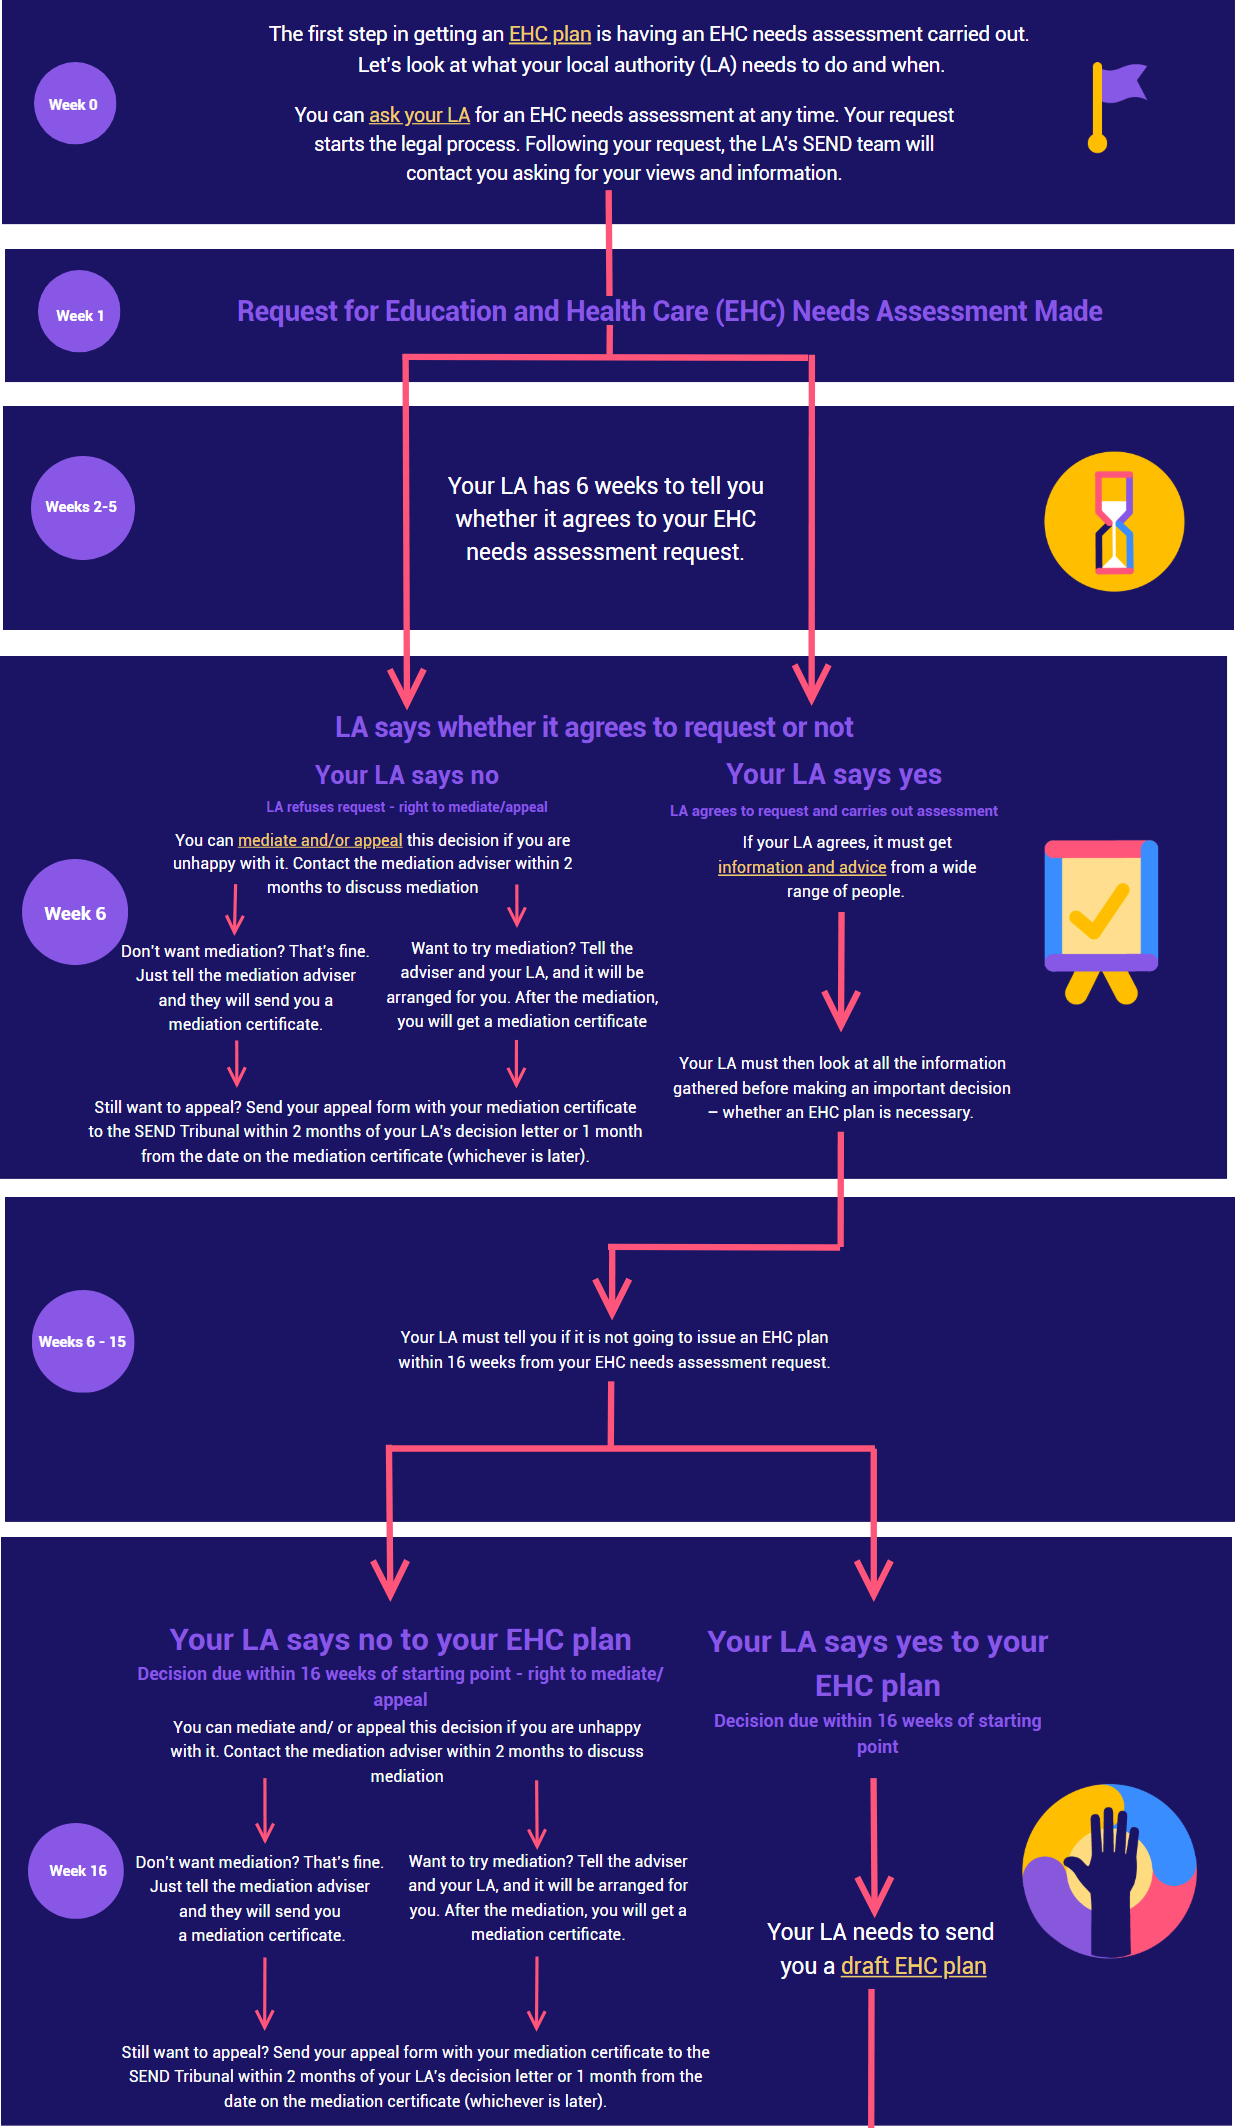 The first step in getting an EHC plan is having an EHC needs assessment carried out.
Let's look at what your local authority (LA) needs to do and when.
Week 0
You can ask your LA for an EHC needs assessment at any time. Your request
starts the legal process. Following your request, the LA's SEND team will
contact you asking for your views and information.
Week 1
Request for Education and Health Care (EHC) Needs Assessment Made
Weeks 2-5
Your LA has 6 weeks to tell you
whether it agrees to your EHC
needs assessment request.
LA says whether it agrees to request or not
Week 6
Your LA says no
LA refuses request - right to mediate/appeal
You can mediate and/or appeal this decision if you are
unhappy with it. Contact the mediation adviser within 2
months to discuss mediation
Don't want mediation? That's fine.
Just tell the mediation adviser
and they will send you a
mediation certificate.
Want to try mediation? Tell the
adviser and your LA, and it will be
arranged for you. After the mediation,
you will get a mediation certificate
Still want to appeal? Send your appeal form with your mediation certificate
to the SEND Tribunal within 2 months of your LA's decision letter or 1 month
from the date on the mediation certificate (whichever is later).
Your LA says yes
LA agrees to request and carries out assessment
If your LA agrees, it must get
information and advice from a wide
range of people.
Your LA must then look at all the information
gathered before making an important decision
– whether an EHC plan is necessary.
Weeks 6 - 15
Your LA must tell you if it is not going to issue an EHC plan
within 16 weeks from your EHC needs assessment request.
Week 16
Your LA says no to your EHC plan
Decision due within 16 weeks of starting point - right to mediate/
appeal
You can mediate and/ or appeal this decision if you are unhappy
with it. Contact the mediation adviser within 2 months to discuss
mediation
Don't want mediation? That's fine.
Just tell the mediation adviser
and they will send you
a mediation certificate.
Want to try mediation? Tell the adviser
and your LA, and it will be arranged for
you. After the mediation, you will get a
mediation certificate.
Still want to appeal? Send your appeal form with your mediation certificate to the
SEND Tribunal within 2 months of your LA's decision letter or 1 month from the
date on the mediation certificate (whichever is later).
Your LA says yes to your
EHC plan
Decision due within 16 weeks of starting
point
Your LA needs to send
you a draft EHC plan